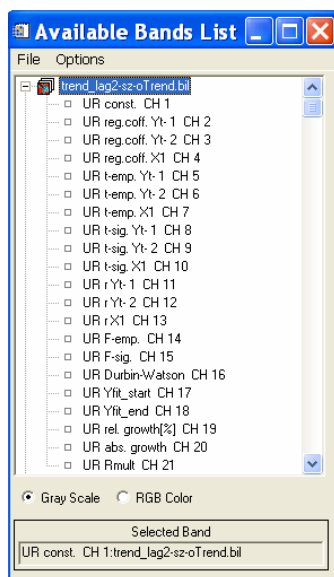 Available Bands List
File Options
trend_lag2-sz-oTrend.bil
UR const. CH 1
UR reg.coff. Yt- 1 CH 2
UR reg.coff. Yt- 2 CH 3
UR reg.coff. X1 CH 4
UR t-emp. Yt- 1 CH 5
UR t-emp. Yt- 2 CH 6
UR t-emp. X1 CH 7
UR t-sig. Yt- 1 CH 8
UR t-sig. Yt- 2 CH 9
UR t-sig. X1 CH 10
UR r Yt- 1 CH 11
UR r Yt- 2 CH 12
UR r X1 CH 13
UR F-emp. CH 14
UR F-sig. CH 15
UR Durbin-Watson CH 16
UR Yfit_start CH 17
UR Yfit_end CH 18
UR rel. growth[%] CH 19
UR abs. growth CH 20
UR Rmult CH 21
Gray Scale RGB Color
Selected Band
UR const. CH 1:trend_lag2-sz-oTrend.bil